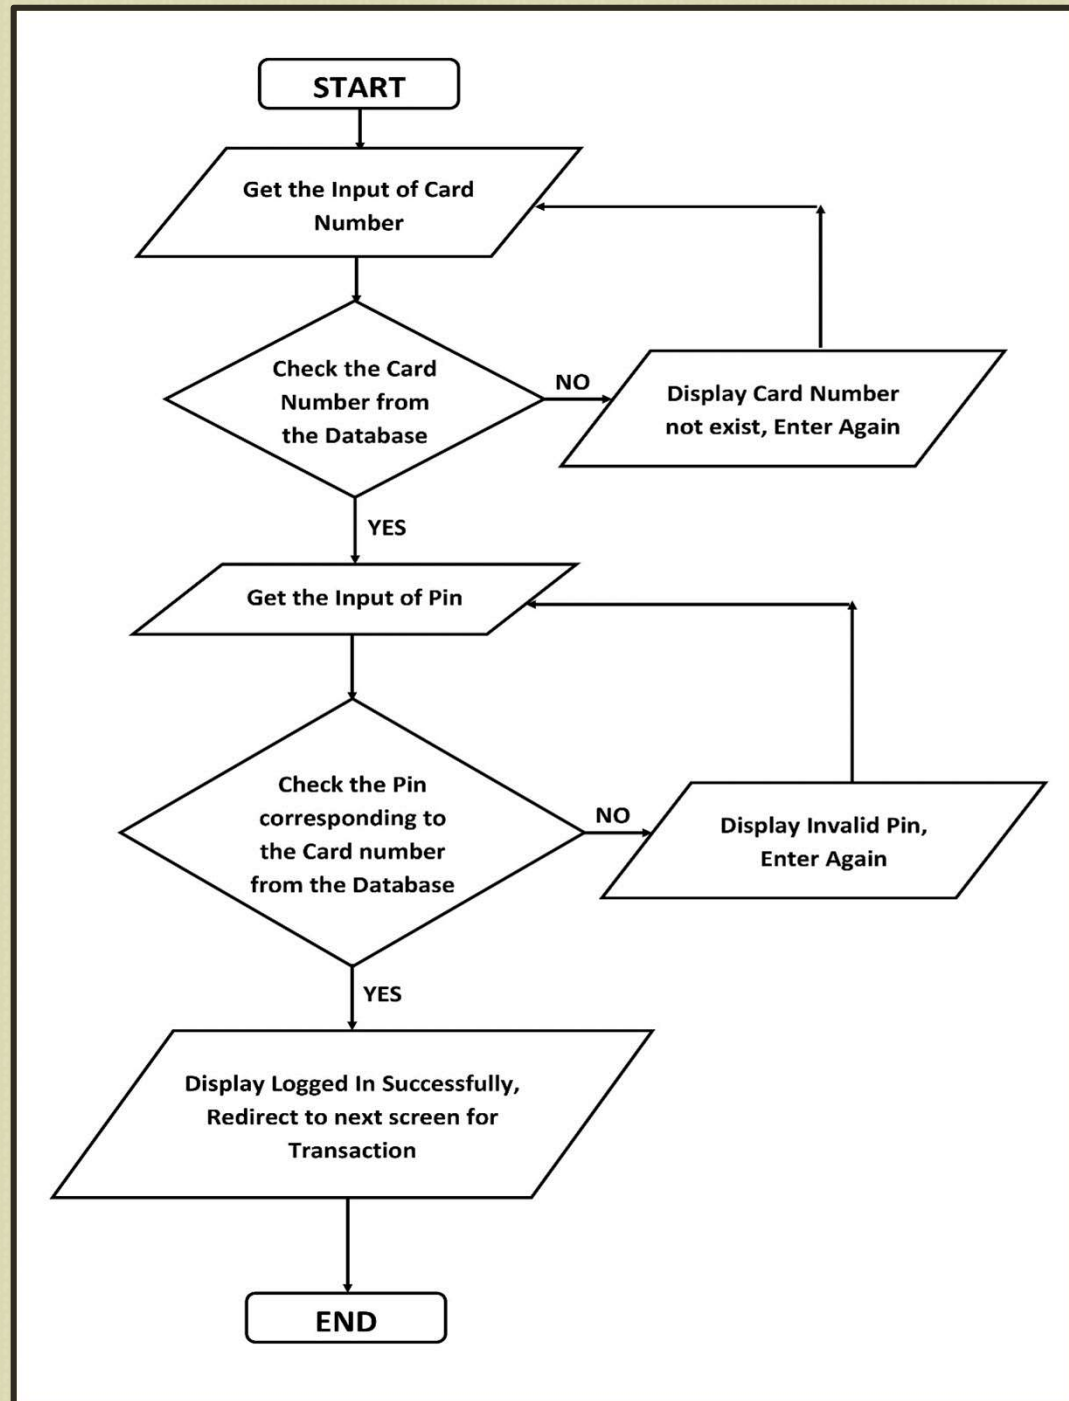 START
Get the Input of Card
Number
Check the Card
Number from
the Database
NO
Display Card Number
not exist, Enter Again
YES
Get the Input of Pin
Check the Pin
corresponding to
the Card number
from the Database
NO
Display Invalid Pin,
Enter Again
YES
Display Logged In Successfully,
Redirect to next screen for
Transaction
END